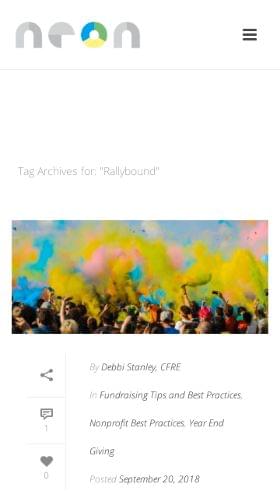 neon
Tag Archives for: "Rallybound"
By Debbi Stanley, CFRE
In Fundraising Tips and Best Practices,
Nonprofit Best Practices, Year End
1
Giving
0
Posted September 20, 2018